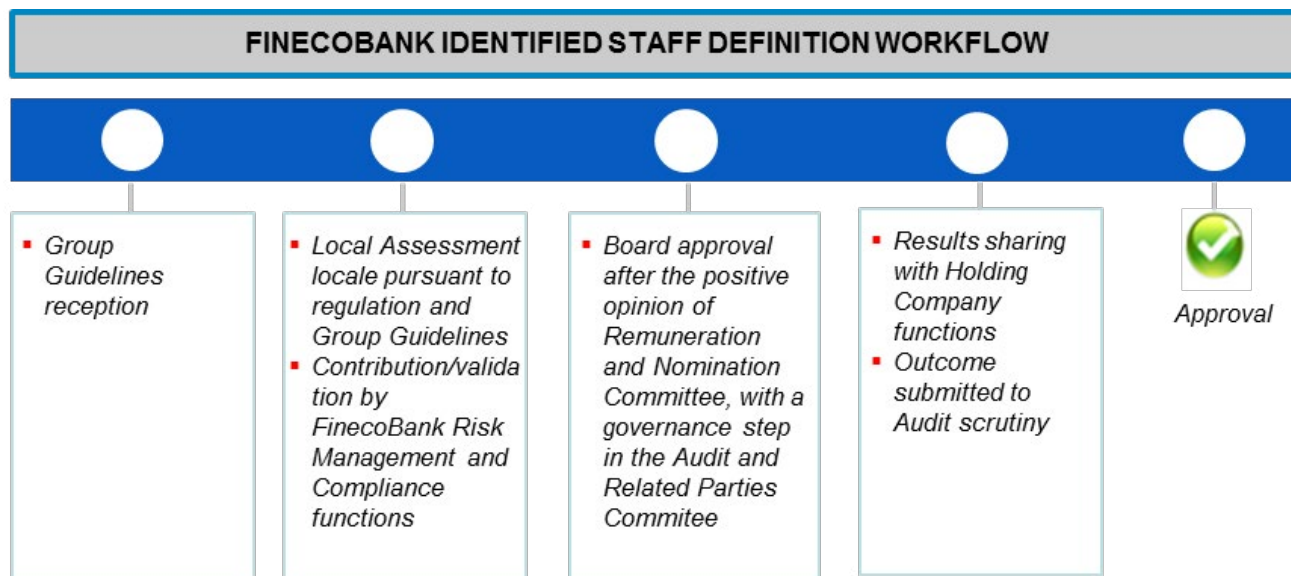 FINECOBANK IDENTIFIED STAFF DEFINITION WORKFLOW
▪ Group
Guidelines
reception
▪ Local Assessment
locale pursuant to
regulation and
Group Guidelines
▪ Contribution/valida
tion by
FinecoBank Risk
Management and
Compliance
functions
▪ Board approval
after the positive
opinion of
Remuneration
and Nomination
Committee, with a
governance step
in the Audit and
Related Parties
Commitee
▪ Results sharing
with Holding
Company
functions
▪ Outcome
submitted to
Audit scrutiny
Approval